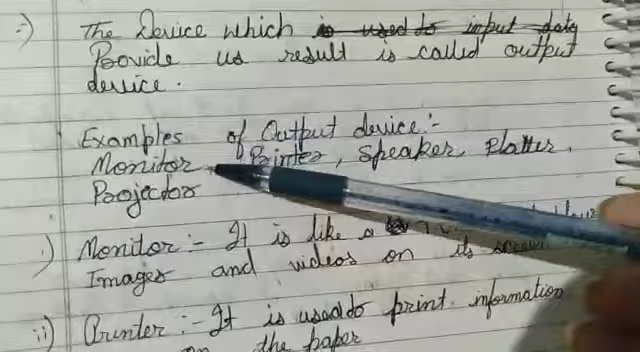 :-) The Device which is used to input data
Provide us result is called output
device.
Examples of Output device:-
Monitor, Printer, Speaker, Plotter,
Projector
i) Monitor:- It is like a
Images and videos on its screen
ii) Printer:- It is used to print information
on the paper